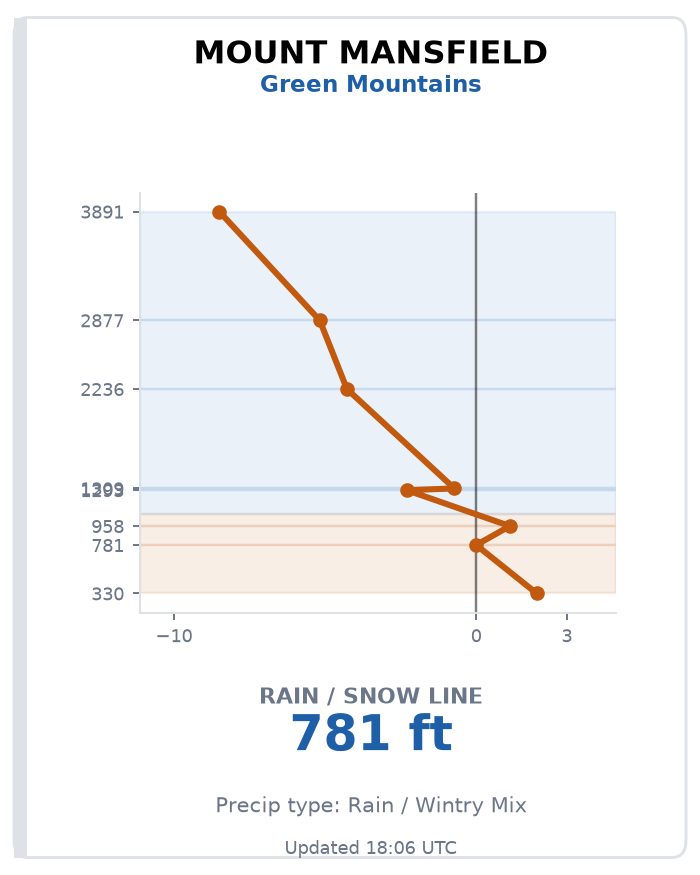 MOUNT MANSFIELD
Green Mountains
3891
2877
2236
958
781
330
−10 0 3
RAIN / SNOW LINE
781 ft
Precip type: Rain / Wintry Mix
Updated 18:06 UTC